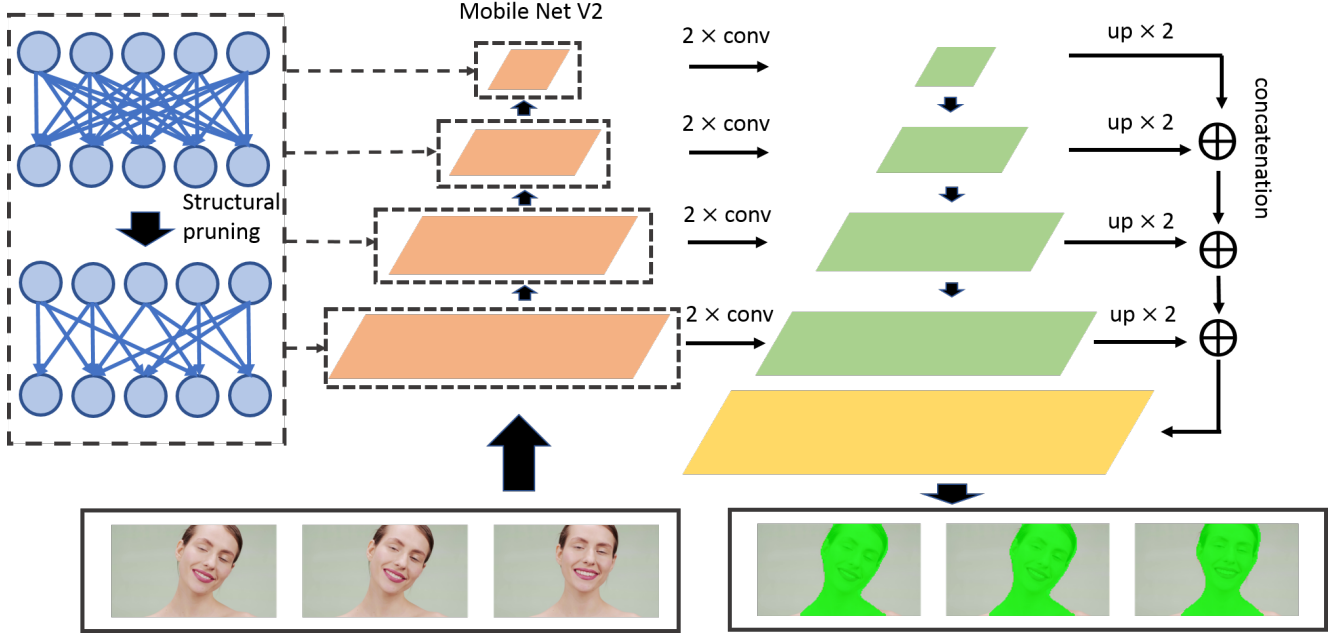 Mobile Net V2
2 × conv
up × 2
concatenation
2 × conv
up × 2
Structural
pruning
2 × conv
up × 2
2 × conv
up × 2